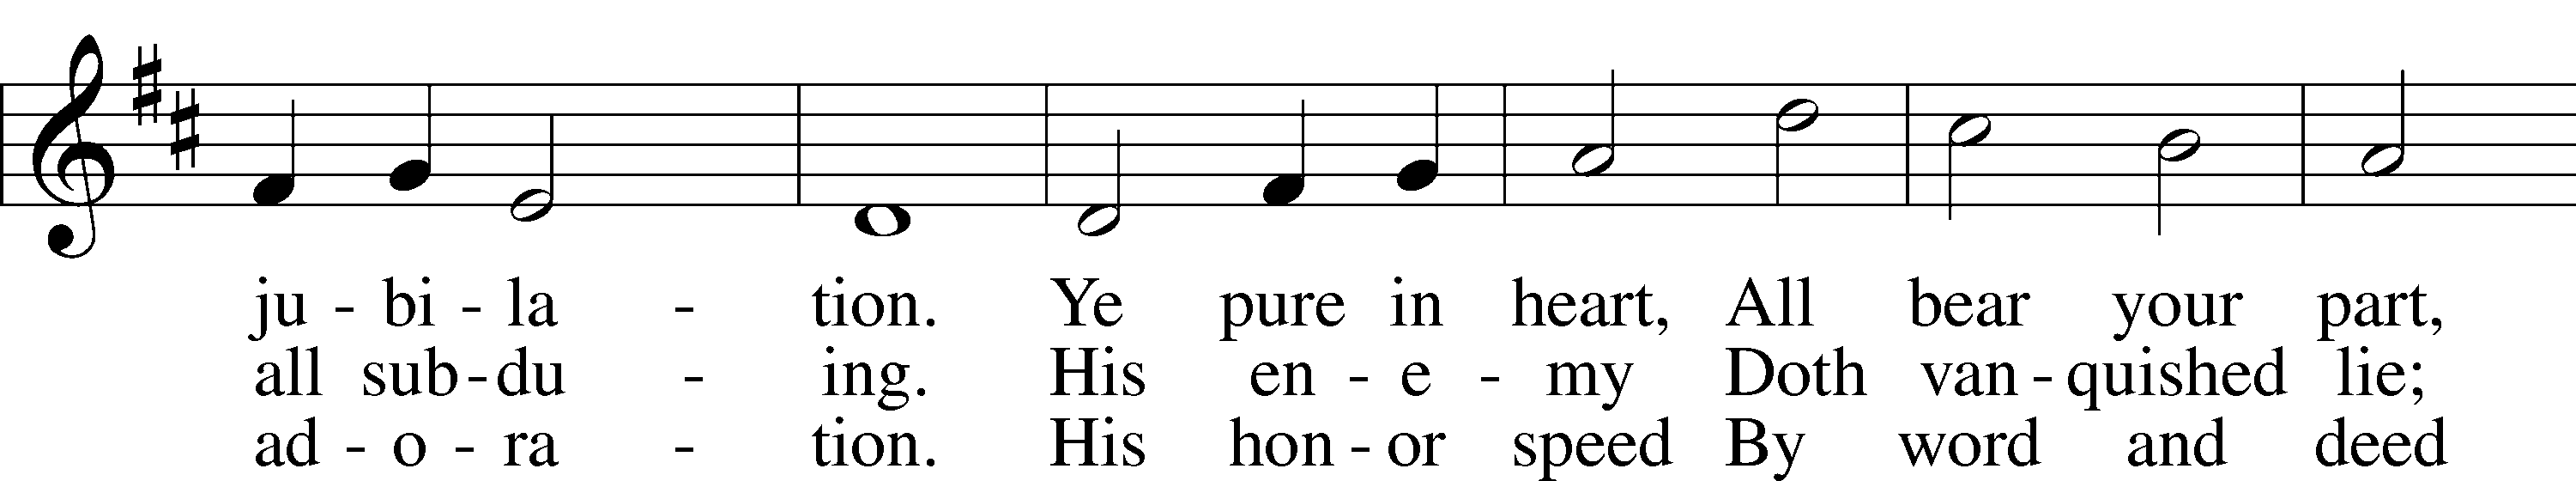 ju - bi - la - tion. Ye pure in heart, All bear your part,
all sub - du - ing. His en - e - my Doth van - quished lie;
ad - o - ra - tion. His hon - or speed By word and deed